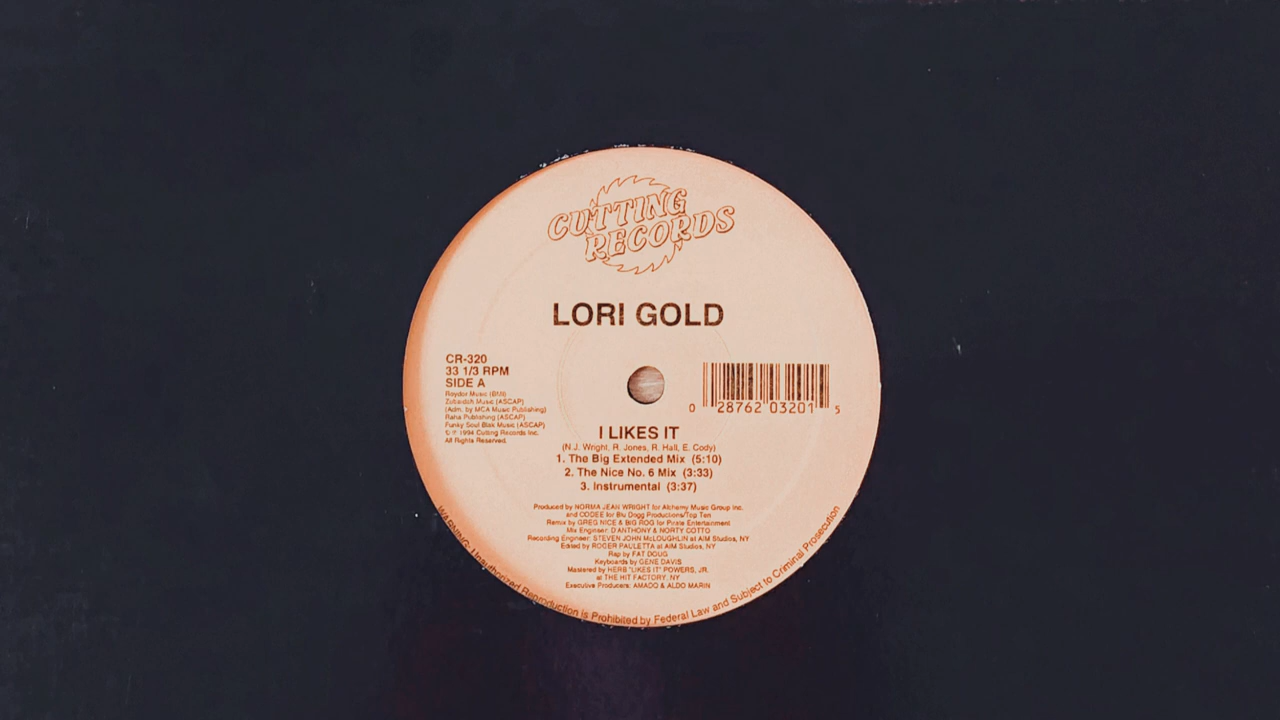 CUTTING
RECORDS
LORI GOLD
CR-320
33 1/3 RPM
SIDE A
Roydor Music (BMI)
Zubaidah Music (ASCAP)
(Adm. by MCA Music Publishing)
Raha Publishing (ASCAP)
Funky Soul Blak Music (ASCAP)
© ℗ 1994 Cutting Records Inc.
All Rights Reserved.
0 28762 03201 5
I LIKES IT
(N.J. Wright, R. Jones, R. Hall, E. Cody)
1. The Big Extended Mix (5:10)
2. The Nice No. 6 Mix (3:33)
3. Instrumental (3:37)
Produced by NORMA JEAN WRIGHT for Alchemy Music Group Inc.
and CODEE for Blu Dogg Productions/Top Ten
Remix by GREG NICE & BIG ROG for Pirate Entertainment
Mix Engineer: D'ANTHONY & NORTY COTTO
Recording Engineer: STEVEN JOHN McLOUGHLIN at AIM Studios, NY
Edited by ROGER PAULETTA at AIM Studios, NY
Rap by FAT DOUG
Keyboards by GENE DAVIS
Mastered by HERB "LIKES IT" POWERS, JR.
at THE HIT FACTORY, NY
Executive Producers: AMADO & ALDO MARIN
WARNING: Unauthorized Reproduction is Prohibited by Federal Law and Subject to Criminal Prosecution